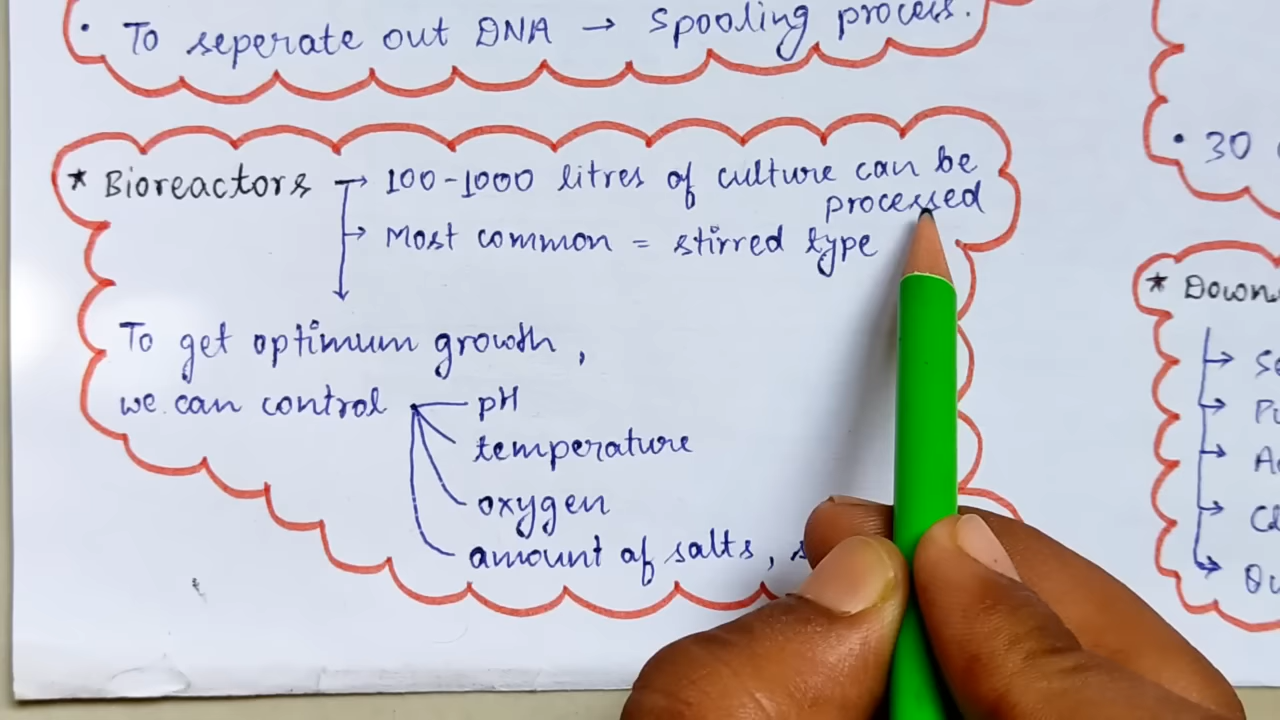 • To seperate out DNA → spooling process.
* Bioreactors → 100-1000 litres of culture can be
processed
→ Most common = stirred type
To get optimum growth,
we can control
pH
temperature
oxygen
amount of salts,
• 30
* Down